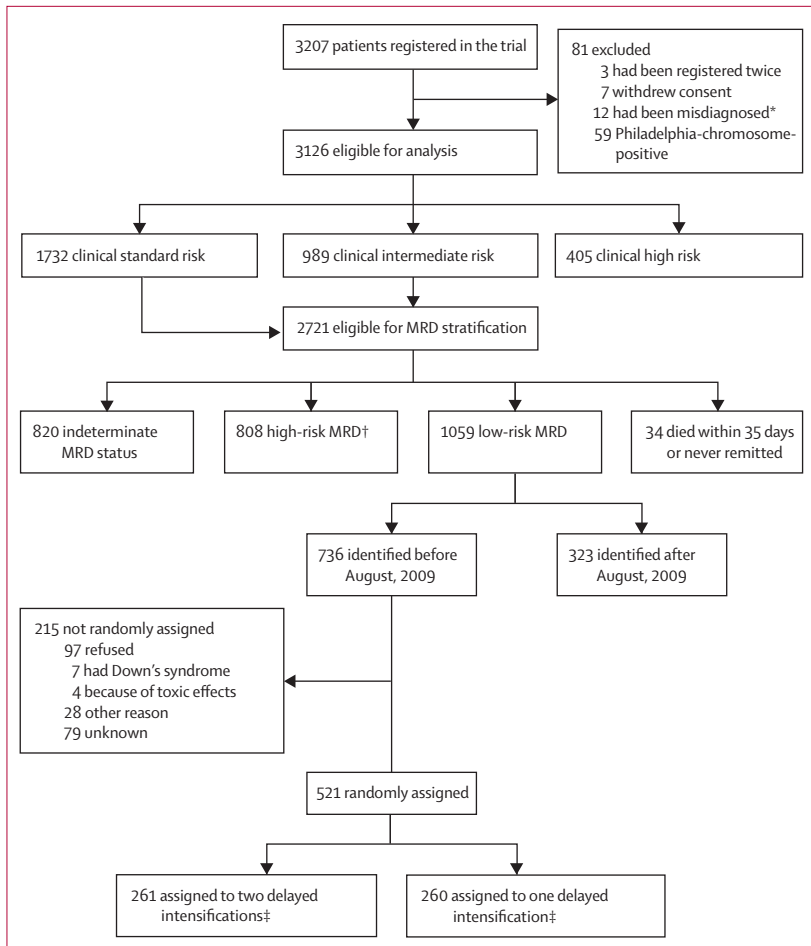 3207 patients registered in the trial
81 excluded
3 had been registered twice
7 withdrew consent
12 had been misdiagnosed*
59 Philadelphia-chromosome-
positive
3126 eligible for analysis
1732 clinical standard risk
989 clinical intermediate risk
405 clinical high risk
2721 eligible for MRD stratification
820 indeterminate
MRD status
808 high-risk MRD†
1059 low-risk MRD
34 died within 35 days
or never remitted
736 identified before
August, 2009
323 identified after
August, 2009
215 not randomly assigned
97 refused
7 had Down's syndrome
4 because of toxic effects
28 other reason
79 unknown
521 randomly assigned
261 assigned to two delayed
intensifications‡
260 assigned to one delayed
intensification‡